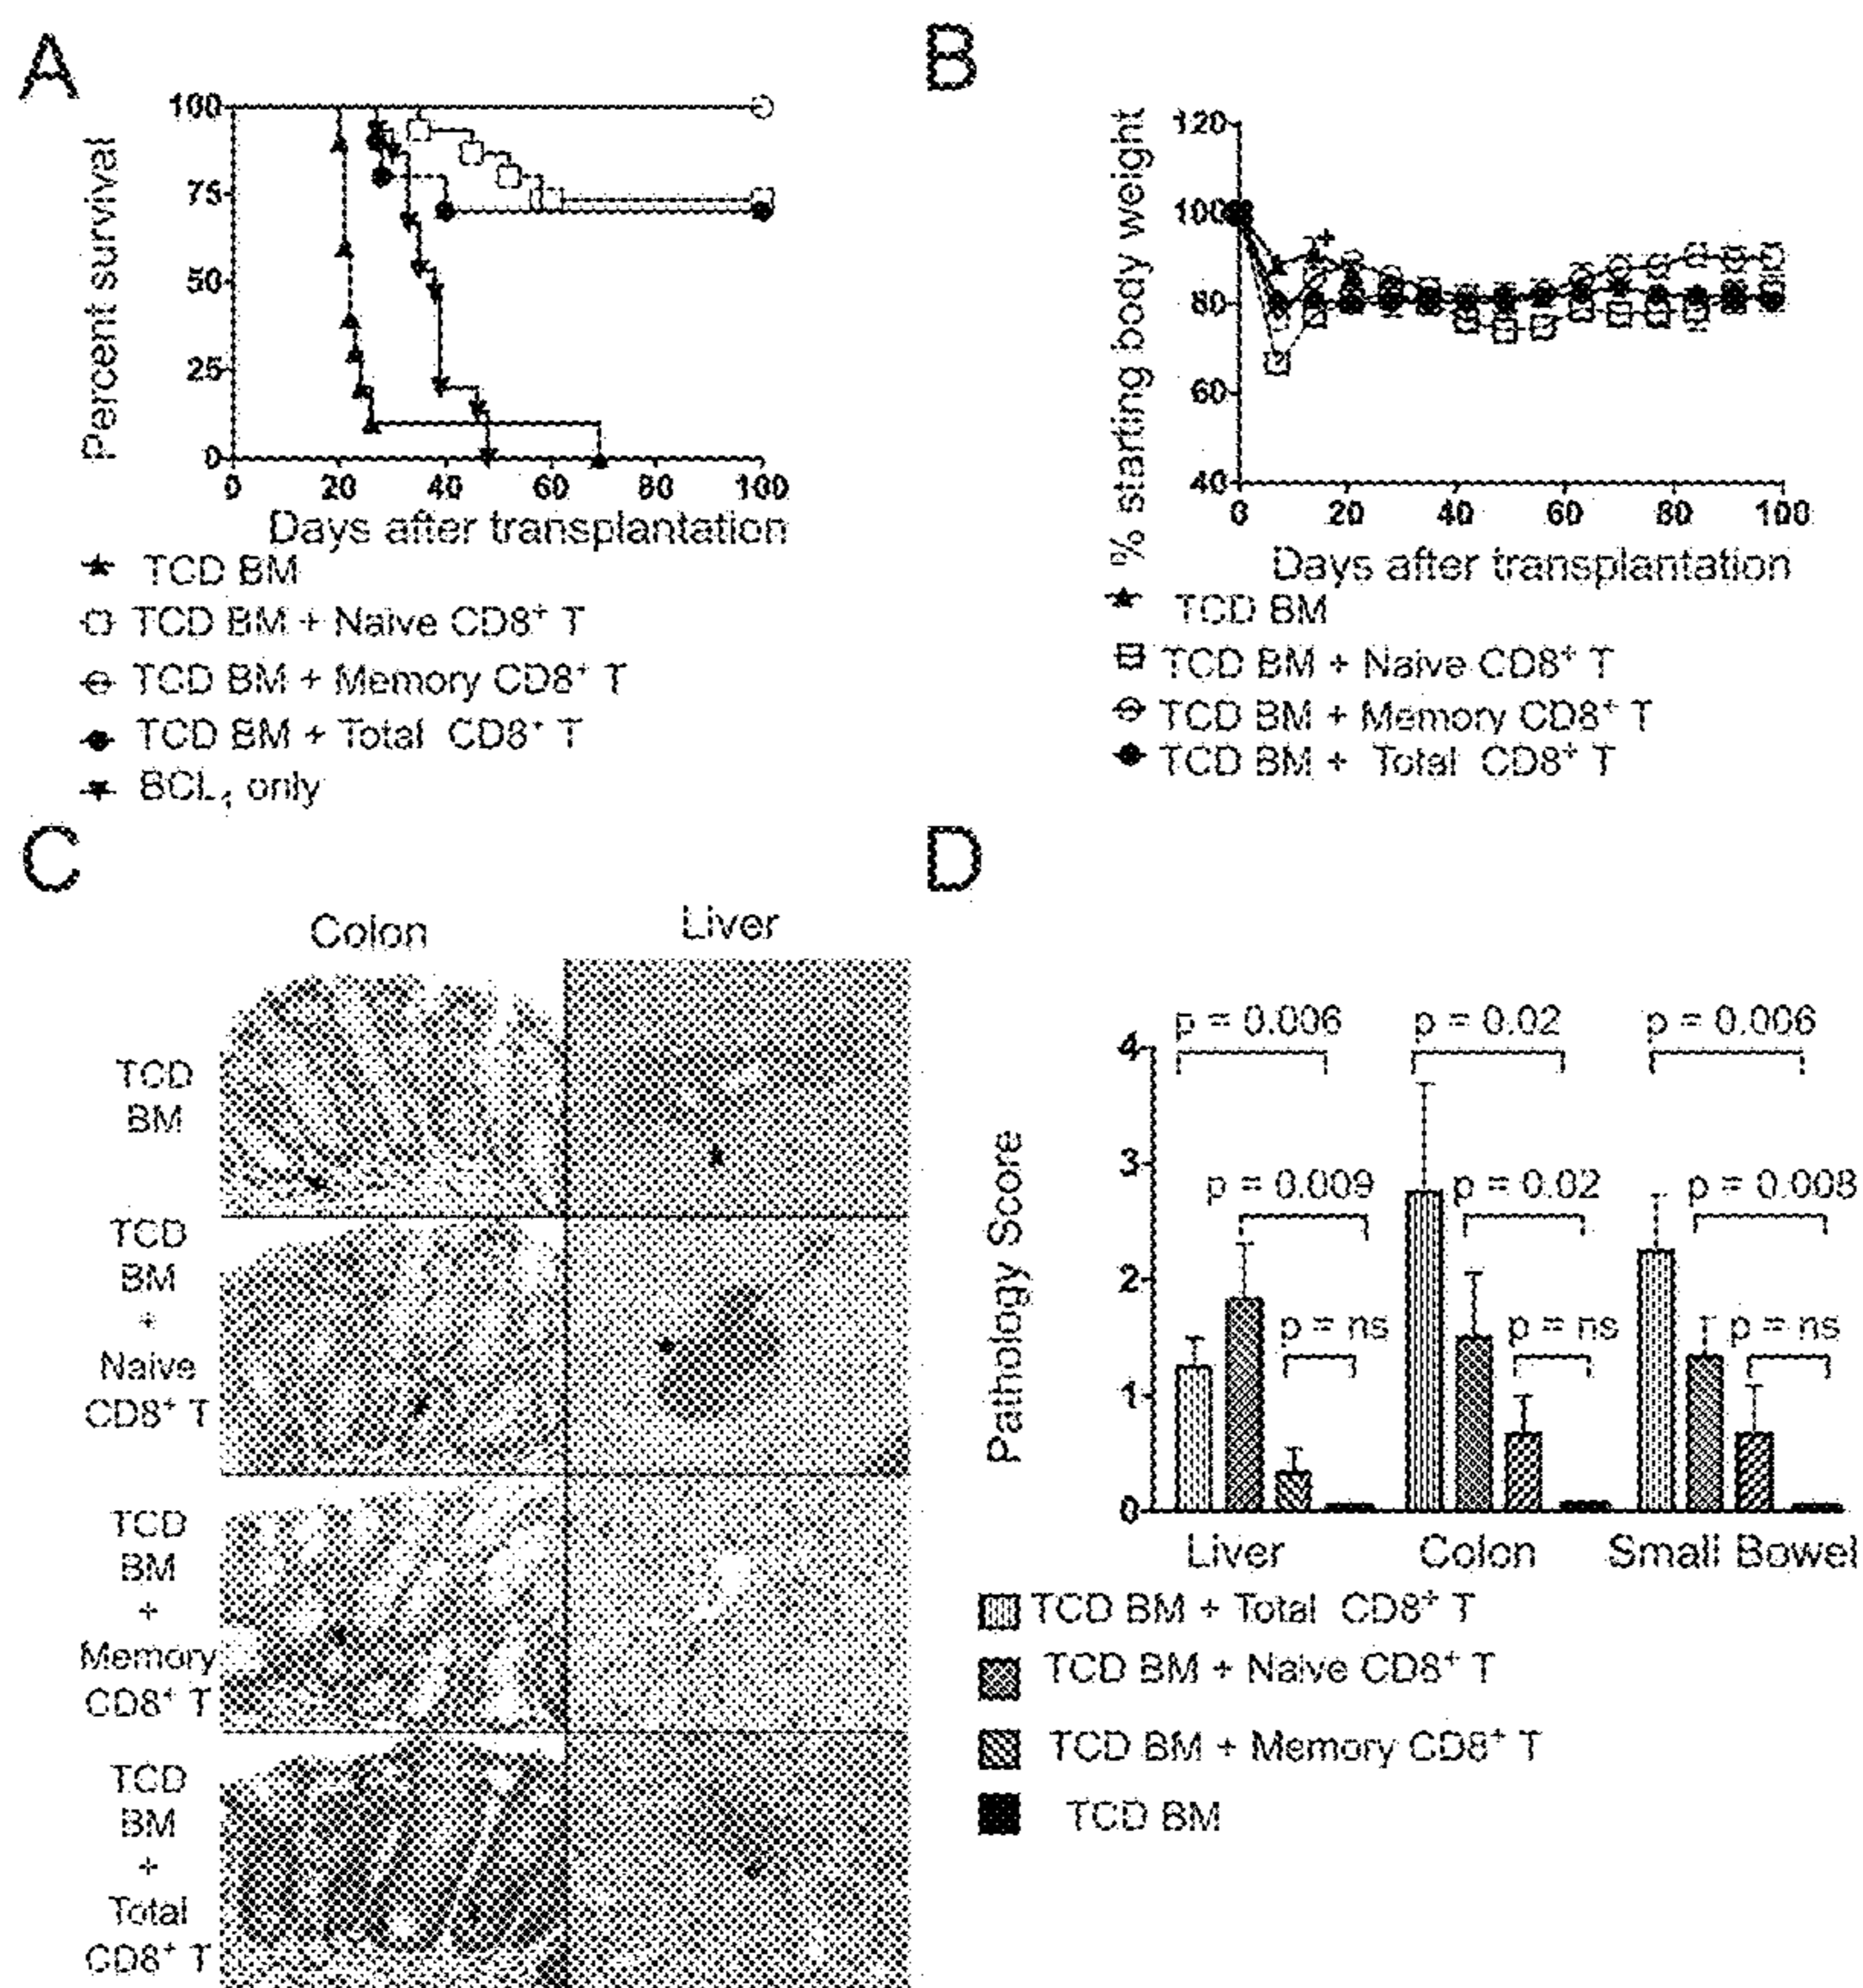 A
Percent survival
100
75
50
25
0
0 20 40 60 80 100
Days after transplantation
TCD BM
TCD BM + Naive CD8+ T
TCD BM + Memory CD8+ T
TCD BM + Total CD8+ T
BCL1 only
B
% starting body weight
120
100
80
60
40
0 20 40 60 80 100
Days after transplantation
TCD BM
TCD BM + Naive CD8+ T
TCD BM + Memory CD8+ T
TCD BM + Total CD8+ T
C
Colon Liver
TCD
BM
TCD
BM
+
Naive
CD8+ T
TCD
BM
+
Memory
CD8+ T
TCD
BM
+
Total
CD8+ T
D
Pathology Score
p = 0.006 p = 0.02 p = 0.006
4
3
p = 0.009 p = 0.02 p = 0.008
2
p = ns p = ns p = ns
1
0
Liver Colon Small Bowel
TCD BM + Total CD8+ T
TCD BM + Naive CD8+ T
TCD BM + Memory CD8+ T
TCD BM